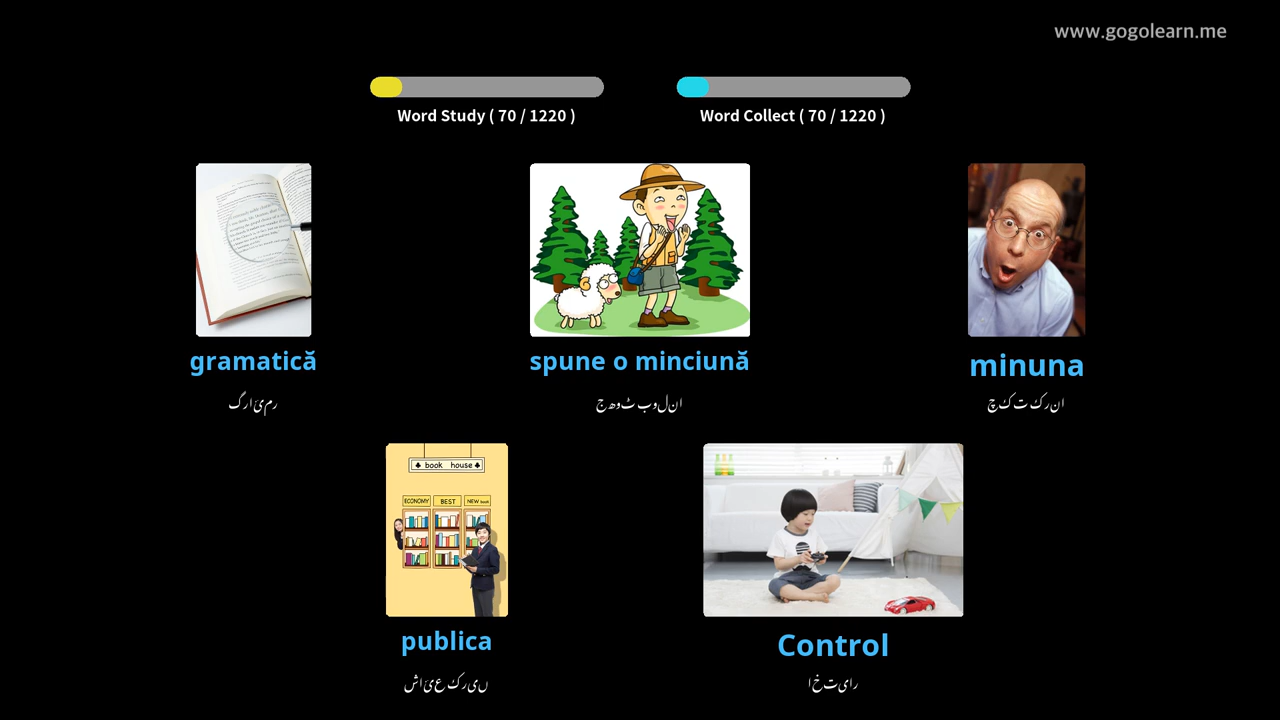 www.gogolearn.me
Word Study ( 70 / 1220 )
Word Collect ( 70 / 1220 )
gramatică
spune o minciună
minuna
رمئارگ
انلوب ٹوھج
انرک تکچ
book house
ECONOMY BEST NEW book
publica
Control
ںیرک عئاش
رایتخا